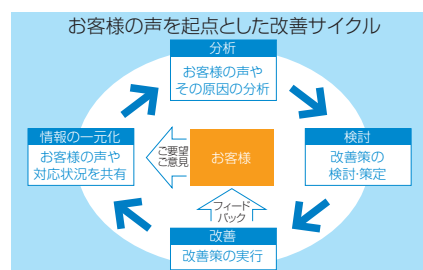 お客様の声を起点とした改善サイクル
分析
お客様の声や
その原因の分析
情報の一元化
お客様の声や
対応状況を共有
ご要望
ご意見
お客様
検討
改善策の
検討・策定
フィード
バック
改善
改善策の実行